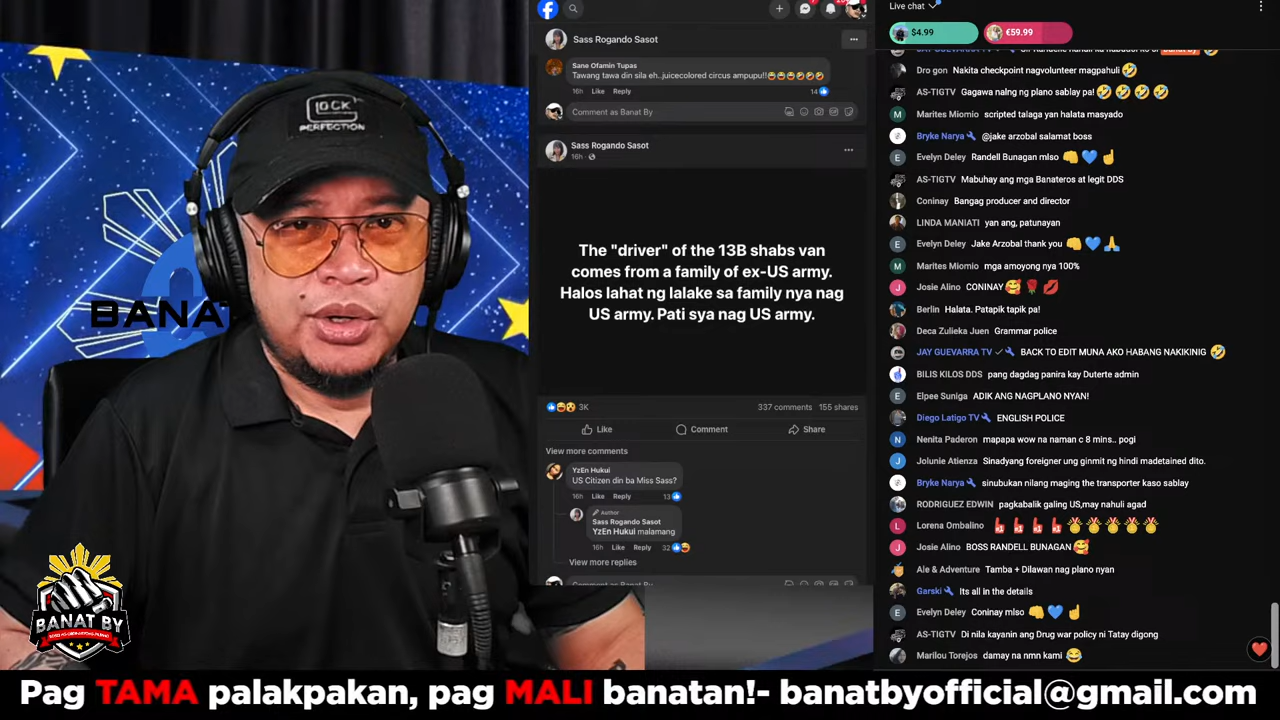 GLOCK
PERFECTION
BANA
BANAT BY
Sass Rogando Sasot
Sane Ofamin Tupas
Tawang tawa din sila eh..juicecolored circus ampupu!!😂😂😂🤣🤣🤣
16h Like Reply 14
Comment as Banat By
Sass Rogando Sasot
16h
The "driver" of the 13B shabs van
comes from a family of ex-US army.
Halos lahat ng lalake sa family nya nag
US army. Pati sya nag US army.
3K 337 comments 155 shares
Like Comment Share
View more comments
YzEn Hukui
US Citizen din ba Miss Sass?
16h Like Reply 13
Author
Sass Rogando Sasot
YzEn Hukui malamang
16h Like Reply 32
View more replies
Comment as Banat By
Live chat
$4.99 €59.99
Dro gon Nakita checkpoint nagvolunteer magpahuli 🤣
AS-TIGTV Gagawa nalng ng plano sablay pa! 🤣🤣🤣🤣
Marites Miomio scripted talaga yan halata masyado
Bryke Narya @jake arzobal salamat boss
Evelyn Deley Randell Bunagan mlso 👊💙☝
AS-TIGTV Mabuhay ang mga Banateros at legit DDS
Coninay Bangag producer and director
LINDA MANIATI yan ang, patunayan
Evelyn Deley Jake Arzobal thank you 👊💙🙏
Marites Miomio mga amoyong nya 100%
Josie Alino CONINAY 🥰🌹💋
Berlin Halata. Patapik tapik pa!
Deca Zulieka Juen Grammar police
JAY GUEVARRA TV BACK TO EDIT MUNA AKO HABANG NAKIKINIG 🤣
BILIS KILOS DDS pang dagdag panira kay Duterte admin
Elpee Suniga ADIK ANG NAGPLANO NYAN!
Diego Latigo TV ENGLISH POLICE
Nenita Paderon mapapa wow na naman c 8 mins.. pogi
Jolunie Atienza Sinadyang foreigner ung ginmit ng hindi madetained dito.
Bryke Narya sinubukan nilang maging the transporter kaso sablay
RODRIGUEZ EDWIN pagkabalik galing US,may nahuli agad
Lorena Ombalino
Josie Alino BOSS RANDELL BUNAGAN 🥰
Ale & Adventure Tamba + Dilawan nag plano nyan
Garski Its all in the details
Evelyn Deley Coninay mlso 👊💙☝
AS-TIGTV Di nila kayanin ang Drug war policy ni Tatay digong
Marilou Torejos damay na nmn kami 😂
Pag TAMA palakpakan, pag MALI banatan!- banatbyofficial@gmail.com